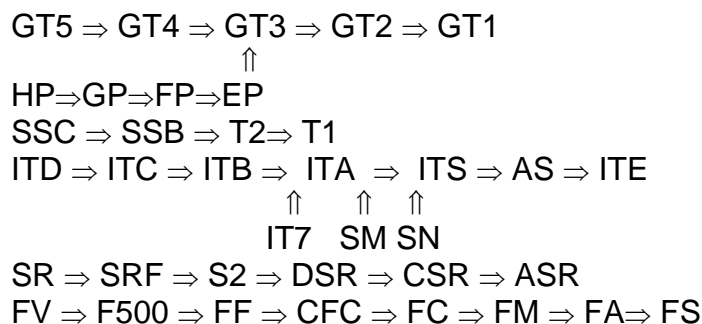 GT5 ⇒ GT4 ⇒ GT3 ⇒ GT2 ⇒ GT1
⇑
HP⇒GP⇒FP⇒EP
SSC ⇒ SSB ⇒ T2⇒ T1
ITD ⇒ ITC ⇒ ITB ⇒ ITA ⇒ ITS ⇒ AS ⇒ ITE
⇑ ⇑ ⇑
IT7 SM SN
SR ⇒ SRF ⇒ S2 ⇒ DSR ⇒ CSR ⇒ ASR
FV ⇒ F500 ⇒ FF ⇒ CFC ⇒ FC ⇒ FM ⇒ FA⇒ FS